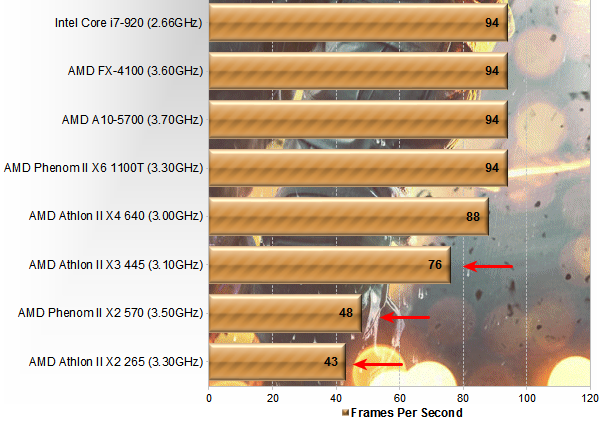 Intel Core i7-920 (2.66GHz) 94
AMD FX-4100 (3.60GHz) 94
AMD A10-5700 (3.70GHz) 94
AMD Phenom II X6 1100T (3.30GHz) 94
AMD Athlon II X4 640 (3.00GHz) 88
AMD Athlon II X3 445 (3.10GHz) 76
AMD Phenom II X2 570 (3.50GHz) 48
AMD Athlon II X2 265 (3.30GHz) 43
0 20 40 60 80 100 120
Frames Per Second